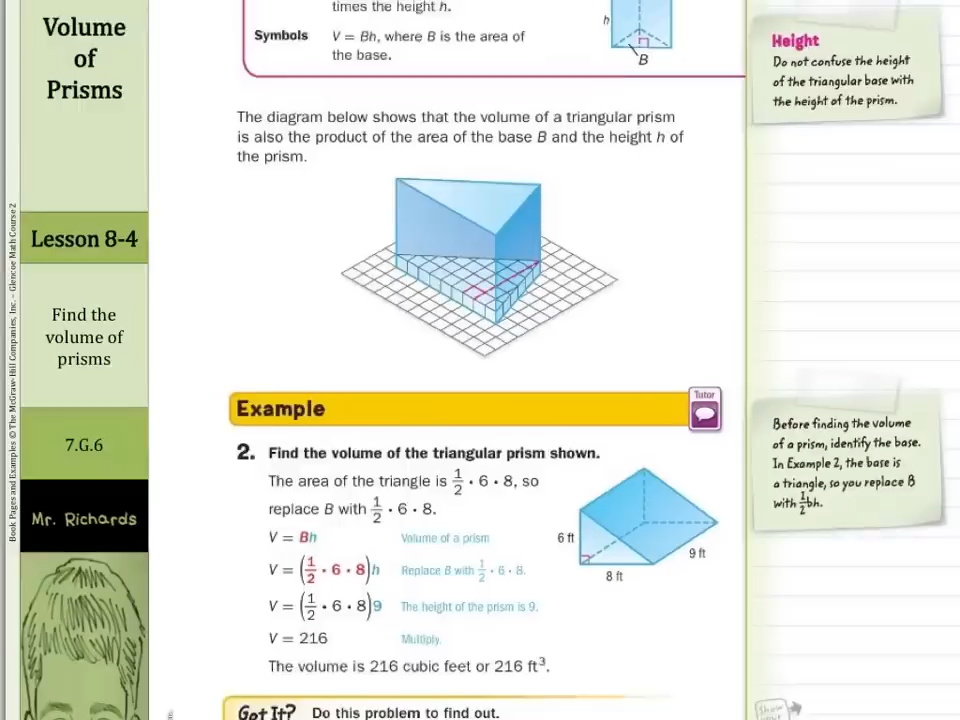 Volume
of
Prisms
Lesson 8-4
Find the
volume of
prisms
7.G.6
Mr. Richards
Book Pages and Examples © The McGraw-Hill Companies, Inc. – Glencoe Math Course 2
times the height h.
Symbols V = Bh, where B is the area of
the base.
h
B
Height
Do not confuse the height
of the triangular base with
the height of the prism.
The diagram below shows that the volume of a triangular prism
is also the product of the area of the base B and the height h of
the prism.
Example
Tutor
2. Find the volume of the triangular prism shown.
The area of the triangle is 1/2 • 6 • 8, so
replace B with 1/2 • 6 • 8.
V = Bh Volume of a prism
V = (1/2 • 6 • 8)h Replace B with 1/2 • 6 • 8.
V = (1/2 • 6 • 8)9 The height of the prism is 9.
V = 216 Multiply.
The volume is 216 cubic feet or 216 ft³.
6 ft
8 ft
9 ft
Before finding the volume
of a prism, identify the base.
In Example 2, the base is
a triangle, so you replace B
with 1/2bh.
Got It? Do this problem to find out.
Show